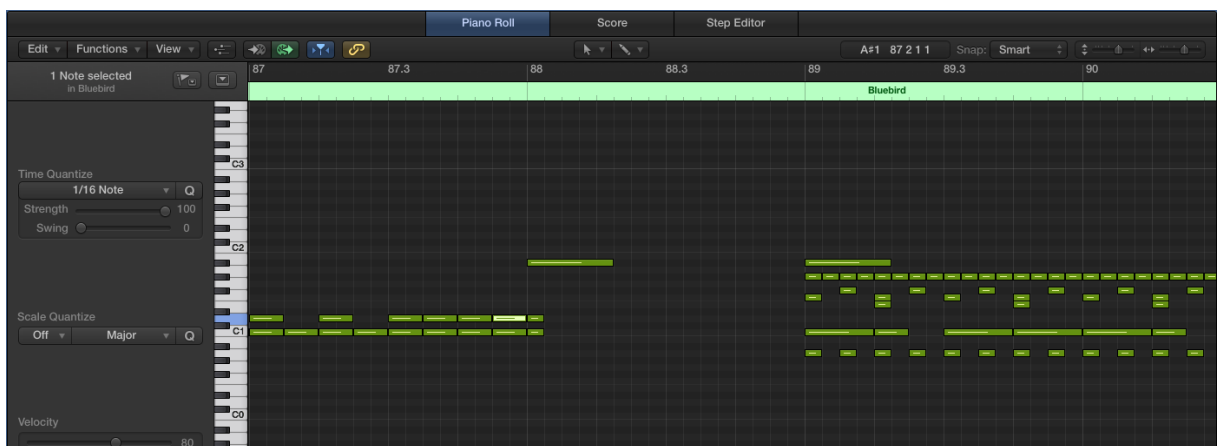 Piano Roll Score Step Editor
Edit Functions View A♯1 87 2 1 1 Snap: Smart
1 Note selected
in Bluebird
87 87.3 88 88.3 89 89.3 90
Bluebird
C3
Time Quantize
1/16 Note Q
Strength 100
Swing 0
C2
Scale Quantize
Off Major Q
C1
C0
Velocity
80